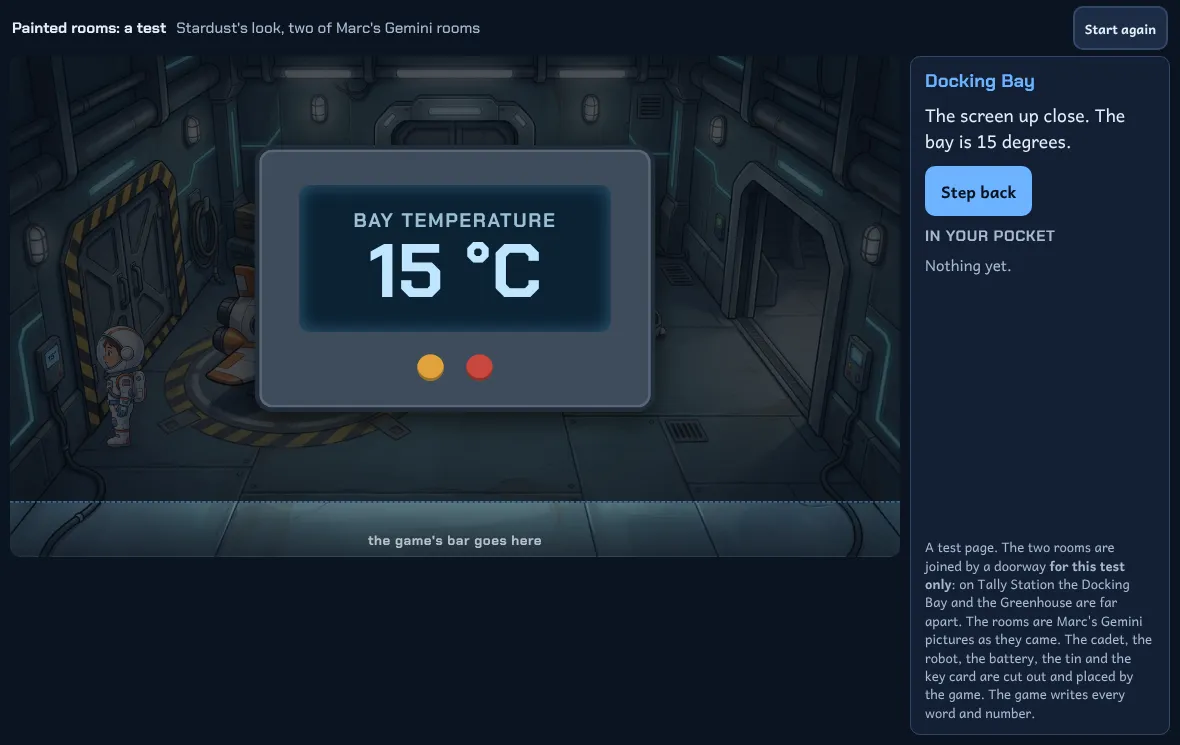 Painted rooms: a test Stardust's look, two of Marc's Gemini rooms
Start again
BAY TEMPERATURE
15 °C
the game's bar goes here
Docking Bay
The screen up close. The
bay is 15 degrees.
Step back
IN YOUR POCKET
Nothing yet.
A test page. The two rooms are
joined by a doorway for this test
only: on Tally Station the Docking
Bay and the Greenhouse are far
apart. The rooms are Marc's Gemini
pictures as they came. The cadet, the
robot, the battery, the tin and the
key card are cut out and placed by
the game. The game writes every
word and number.